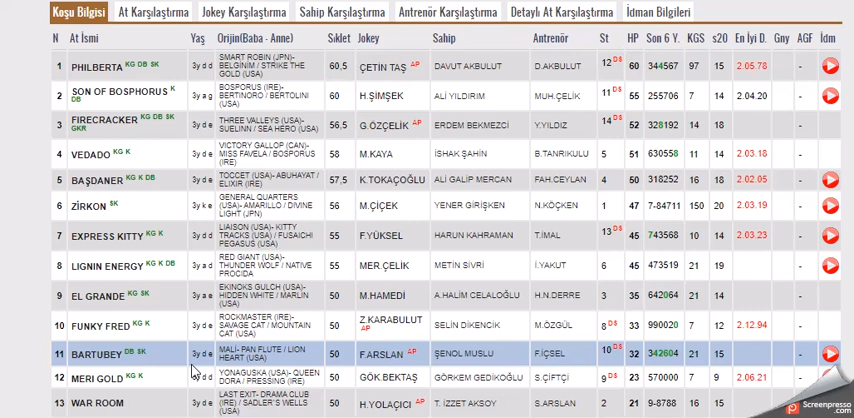 Koşu Bilgisi At Karşılaştırma Jokey Karşılaştırma Sahip Karşılaştırma Antrenör Karşılaştırma Detaylı At Karşılaştırma İdman Bilgileri
N At İsmi Yaş Orijin(Baba - Anne) Sıklet Jokey Sahip Antrenör St HP Son 6 Y. KGS s20 En İyi D. Gny AGF İdm
1 PHILBERTA KG DB SK 3y d d SMART ROBIN (JPN)- BELGINIM / STRIKE THE GOLD (USA) 60,5 ÇETİN TAŞ AP DAVUT AKBULUT D.AKBULUT 12 DS 60 344567 97 15 2.05.78 -
2 SON OF BOSPHORUS K DB 3y a g BOSPORUS (IRE)- BERTINORO / BERTOLINI (USA) 60 H.ŞİMŞEK ALİ YILDIRIM MUH.ÇELİK 11 DS 55 255706 7 14 2.04.20 -
3 FIRECRACKER KG DB SK GKR 3y d e THREE VALLEYS (USA)- SUELINN / SEA HERO (USA) 56,5 G.ÖZÇELİK AP ERDEM BEKMEZCİ Y.YILDIZ 14 DS 52 328192 14 18 -
4 VEDADO KG K 3y d e VICTORY GALLOP (CAN)- MISS FAVELA / BOSPORUS (IRE) 58 M.KAYA İSHAK ŞAHİN B.TANRIKULU 5 51 630558 11 14 2.03.18 -
5 BAŞDANER KG K DB 3y d e TOCCET (USA)- ABUHAYAT / ELIXIR (IRE) 57,5 K.TOKAÇOĞLU ALİ GALİP MERCAN FAH.CEYLAN 4 50 318252 16 18 2.02.05 -
6 ZİRKON SK 3y k e GENERAL QUARTERS (USA)- AMARILLO / DIVINE LIGHT (JPN) 56 M.ÇİÇEK YENER GİRİŞKEN N.KÖÇKEN 1 47 7-84711 150 s20 2.03.19 -
7 EXPRESS KITTY KG K 3y d d LIAISON (USA)- KITTY TRACKS / FUSAICHI PEGASUS (USA) 55 F.YÜKSEL HARUN KAHRAMAN T.İMAL 13 DS 45 743568 10 14 2.03.23 -
8 LIGNIN ENERGY KG K DB 3y a d RED GIANT (USA)- THUNDER WOLF / NATIVE PROCIDA 55 MER.ÇELİK METİN SİVRİ İ.YAKUT 6 45 473519 21 19 -
9 EL GRANDE KG SK 3y a e EKINOKS GULCH (USA)- HIDDEN WHITE / MARLIN (USA) 50 M.HAMEDİ A.HALİM CELALOĞLU H.N.DERRE 3 35 642064 21 14 -
10 FUNKY FRED KG K 3y d e ROCKMASTER (IRE)- SAVAGE CAT / MOUNTAIN CAT (USA) 50 Z.KARABULUT AP SELİN DİKENCİK M.ÖZGÜL 8 DS 33 990020 7 12 2.12.94 -
11 BARTUBEY DB SK 3y d e MALİ- PAN FLUTE / LION HEART (USA) 50 F.ARSLAN AP ŞENOL MUSLU F.İÇSEL 10 DS 32 342604 21 15 -
12 MERI GOLD KG K d d YONAGUSKA (USA)- QUEEN DORA / PRESSING (IRE) 50 GÖK.BEKTAŞ GÖRKEM GEDİKOĞLU S.ÇİFTÇİ 9 DS 23 570000 7 9 2.06.21 -
13 WAR ROOM 3y d e LAST EXIT- DRAMA CLUB (IRE) / SADLER'S WELLS (USA) 50 H.YOLAÇICI AP T. İZZET AKSOY S.ARSLAN 2 21 9-8788 16 15
Screenpresso.com